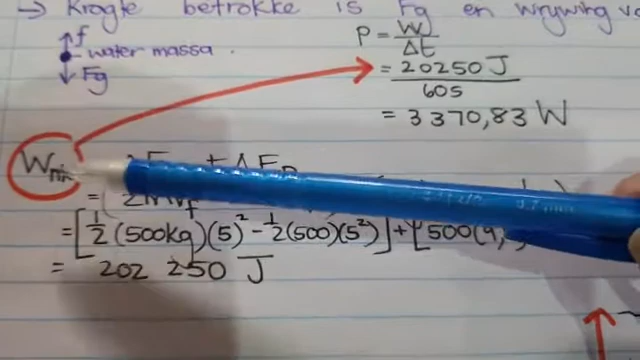 → Kragte betrokke is Fg en wrywing
f
water massa.
Fg
P = W/Δt
= 20250 J
60s
= 3 370,83 W
W
= [½(500kg)(5)² - ½(500)(5²)] + [500(9,
= 202 250 J